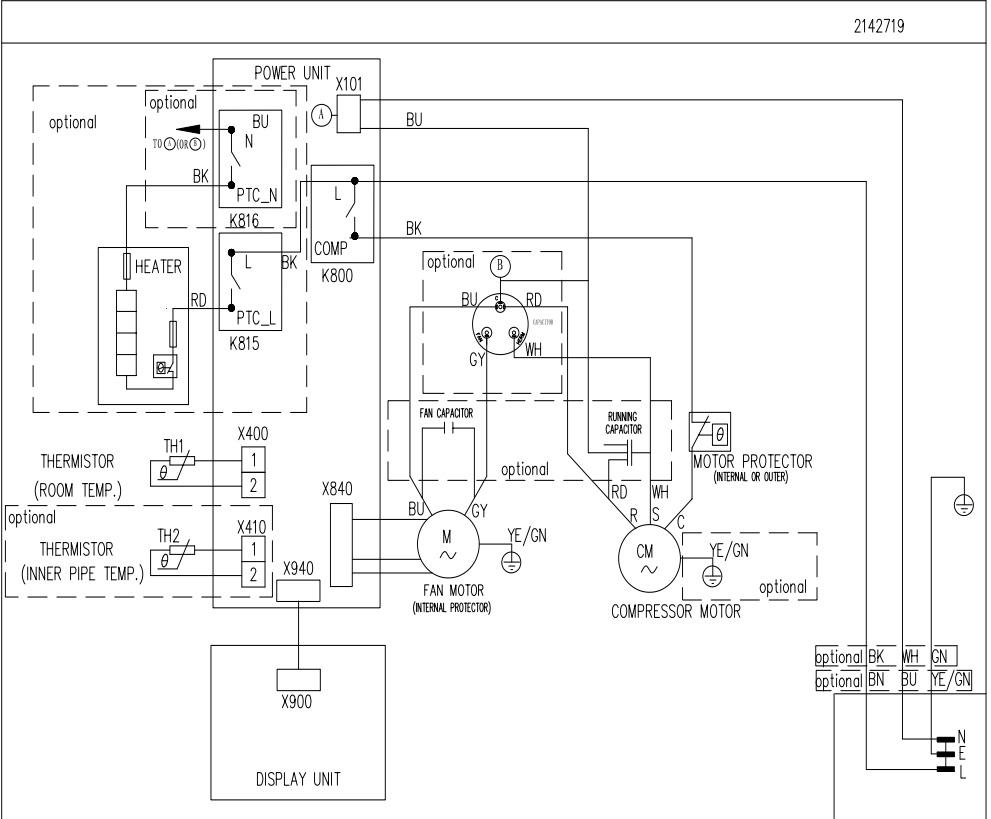 2142719
POWER UNIT
X101
optional
optional
A
BU
BU
N
TO A (OR B)
BK
PTC_N
L
K816
COMP
BK
K800
HEATER
L
BK
RD
PTC_L
K815
optional
B
C
BU
RD
CAPACITOR
FAN
HERM
GY
WH
FAN CAPACITOR
RUNNING
CAPACITOR
optional
θ
MOTOR PROTECTOR
(INTERNAL OR OUTER)
THERMISTOR
(ROOM TEMP.)
TH1
θ
X400
1
2
X840
RD
WH
BU
GY
R
S
C
optional
THERMISTOR
(INNER PIPE TEMP.)
TH2
θ
X410
1
2
M
YE/GN
CM
YE/GN
optional
X940
FAN MOTOR
(INTERNAL PROTECTOR)
COMPRESSOR MOTOR
optional BK WH GN
optional BN BU YE/GN
X900
DISPLAY UNIT
N
E
L